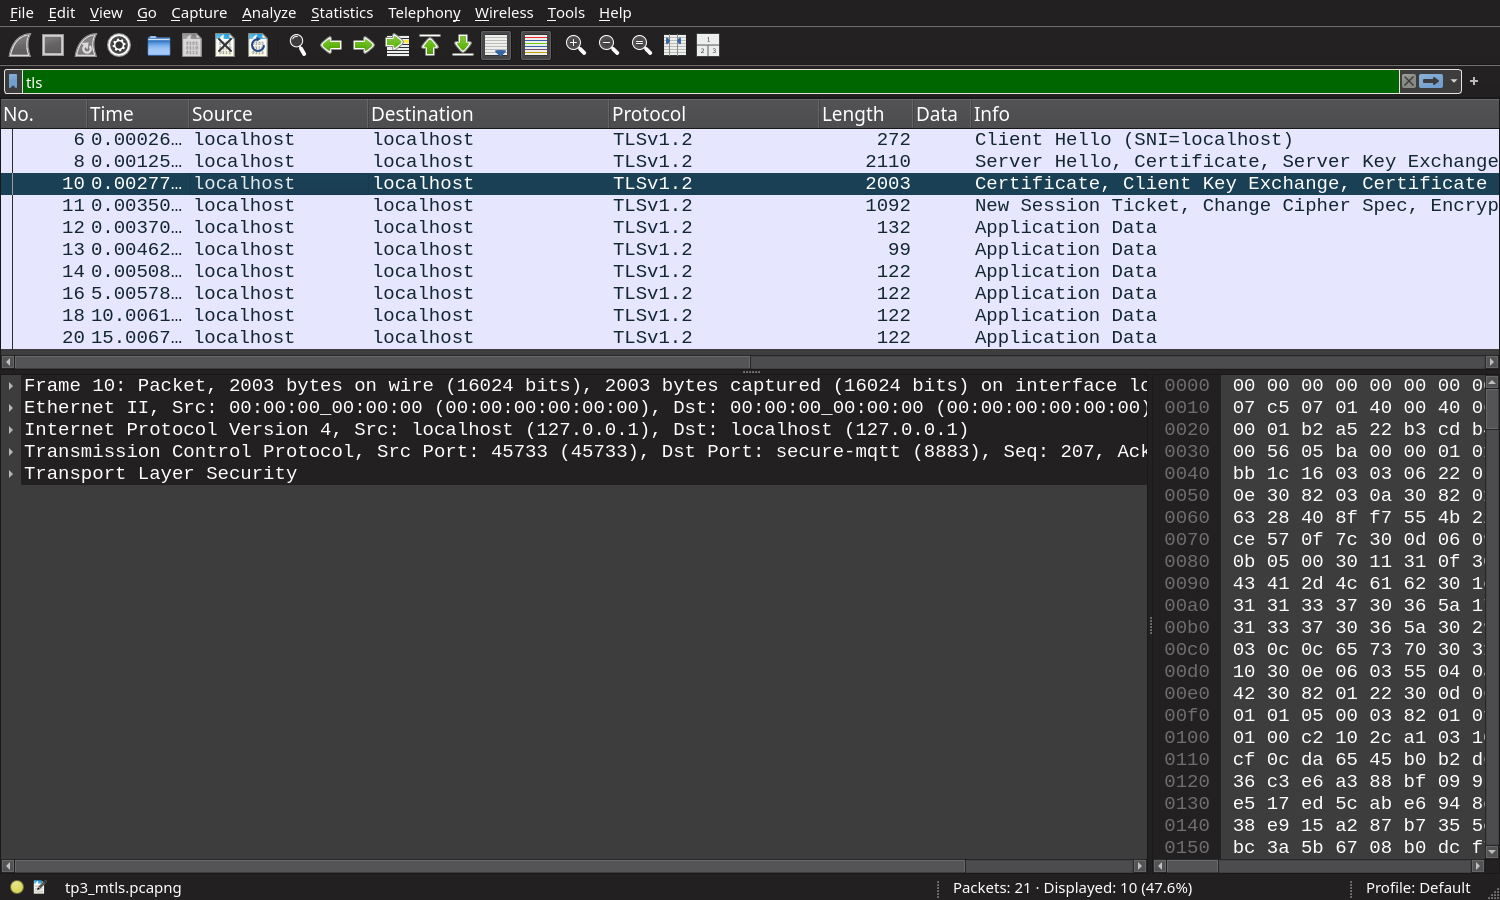 File Edit View Go Capture Analyze Statistics Telephony Wireless Tools Help
tls
No. Time Source Destination Protocol Length Data Info
6 0.00026… localhost localhost TLSv1.2 272 Client Hello (SNI=localhost)
8 0.00125… localhost localhost TLSv1.2 2110 Server Hello, Certificate, Server Key Exchange
10 0.00277… localhost localhost TLSv1.2 2003 Certificate, Client Key Exchange, Certificate
11 0.00350… localhost localhost TLSv1.2 1092 New Session Ticket, Change Cipher Spec, Encryp
12 0.00370… localhost localhost TLSv1.2 132 Application Data
13 0.00462… localhost localhost TLSv1.2 99 Application Data
14 0.00508… localhost localhost TLSv1.2 122 Application Data
16 5.00578… localhost localhost TLSv1.2 122 Application Data
18 10.0061… localhost localhost TLSv1.2 122 Application Data
20 15.0067… localhost localhost TLSv1.2 122 Application Data
Frame 10: Packet, 2003 bytes on wire (16024 bits), 2003 bytes captured (16024 bits) on interface lo
Ethernet II, Src: 00:00:00_00:00:00 (00:00:00:00:00:00), Dst: 00:00:00_00:00:00 (00:00:00:00:00:00)
Internet Protocol Version 4, Src: localhost (127.0.0.1), Dst: localhost (127.0.0.1)
Transmission Control Protocol, Src Port: 45733 (45733), Dst Port: secure-mqtt (8883), Seq: 207, Ack
Transport Layer Security
0000 00 00 00 00 00 00 00
0010 07 c5 07 01 40 00 40
0020 00 01 b2 a5 22 b3 cd
0030 00 56 05 ba 00 00 01
0040 bb 1c 16 03 03 06 22
0050 0e 30 82 03 0a 30 82
0060 63 28 40 8f f7 55 4b
0070 ce 57 0f 7c 30 0d 06
0080 0b 05 00 30 11 31 0f
0090 43 41 2d 4c 61 62 30
00a0 31 31 33 37 30 36 5a
00b0 31 33 37 30 36 5a 30
00c0 03 0c 0c 65 73 70 30
00d0 10 30 0e 06 03 55 04
00e0 42 30 82 01 22 30 0d
00f0 01 01 05 00 03 82 01
0100 01 00 c2 10 2c a1 03
0110 cf 0c da 65 45 b0 b2
0120 36 c3 e6 a3 88 bf 09
0130 e5 17 ed 5c ab e6 94
0140 38 e9 15 a2 87 b7 35
0150 bc 3a 5b 67 08 b0 dc
tp3_mtls.pcapng
Packets: 21 · Displayed: 10 (47.6%)
Profile: Default